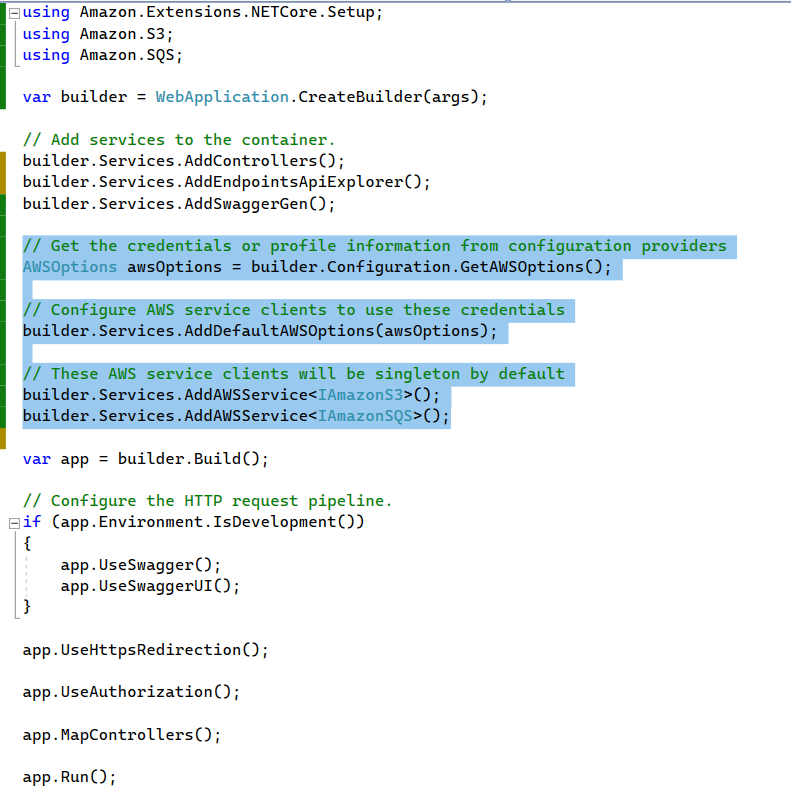 using Amazon.Extensions.NETCore.Setup;
using Amazon.S3;
using Amazon.SQS;
var builder = WebApplication.CreateBuilder(args);
// Add services to the container.
builder.Services.AddControllers();
builder.Services.AddEndpointsApiExplorer();
builder.Services.AddSwaggerGen();
// Get the credentials or profile information from configuration providers
AWSOptions awsOptions = builder.Configuration.GetAWSOptions();
// Configure AWS service clients to use these credentials
builder.Services.AddDefaultAWSOptions(awsOptions);
// These AWS service clients will be singleton by default
builder.Services.AddAWSService<IAmazonS3>();
builder.Services.AddAWSService<IAmazonSQS>();
var app = builder.Build();
// Configure the HTTP request pipeline.
if (app.Environment.IsDevelopment())
{
    app.UseSwagger();
    app.UseSwaggerUI();
}
app.UseHttpsRedirection();
app.UseAuthorization();
app.MapControllers();
app.Run();